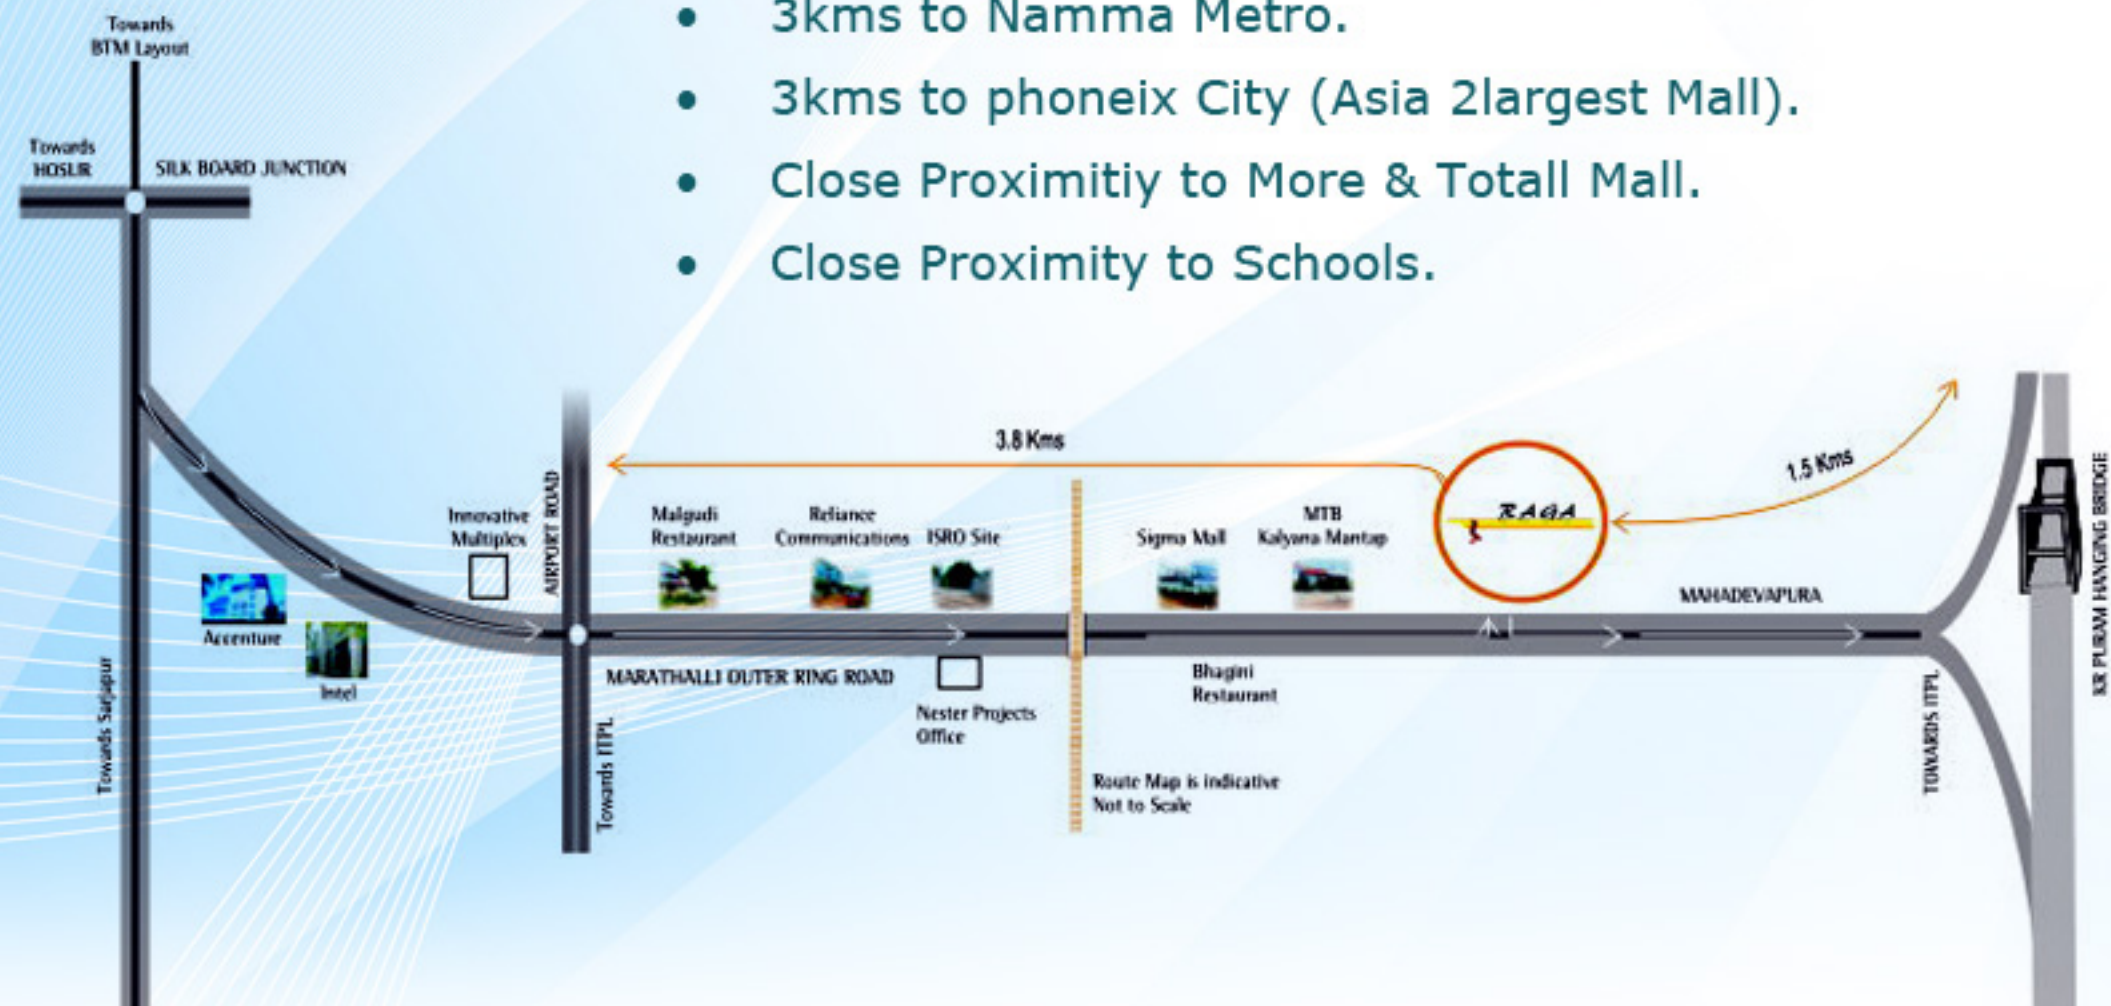 3kms to Namma Metro.
3kms to phoneix City (Asia 2largest Mall).
Close Proximitiy to More & Totall Mall.
Close Proximity to Schools.
Towards
BTM Layout
Towards
HOSUR
SILK BOARD JUNCTION
Towards Sarjapur
Accenture
Intel
Innovative
Multiplex
AIRPORT ROAD
Towards ITPL
3.8 Kms
Malgudi
Restaurant
Reliance
Communications
ISRO Site
MARATHALLI OUTER RING ROAD
Nester Projects
Office
Sigma Mall
MTB
Kalyana Mantap
Bhagini
Restaurant
Route Map is indicative
Not to Scale
RAGA
1.5 Kms
MAHADEVAPURA
TOWARDS ITPL
KR PURAM HANGING BRIDGE